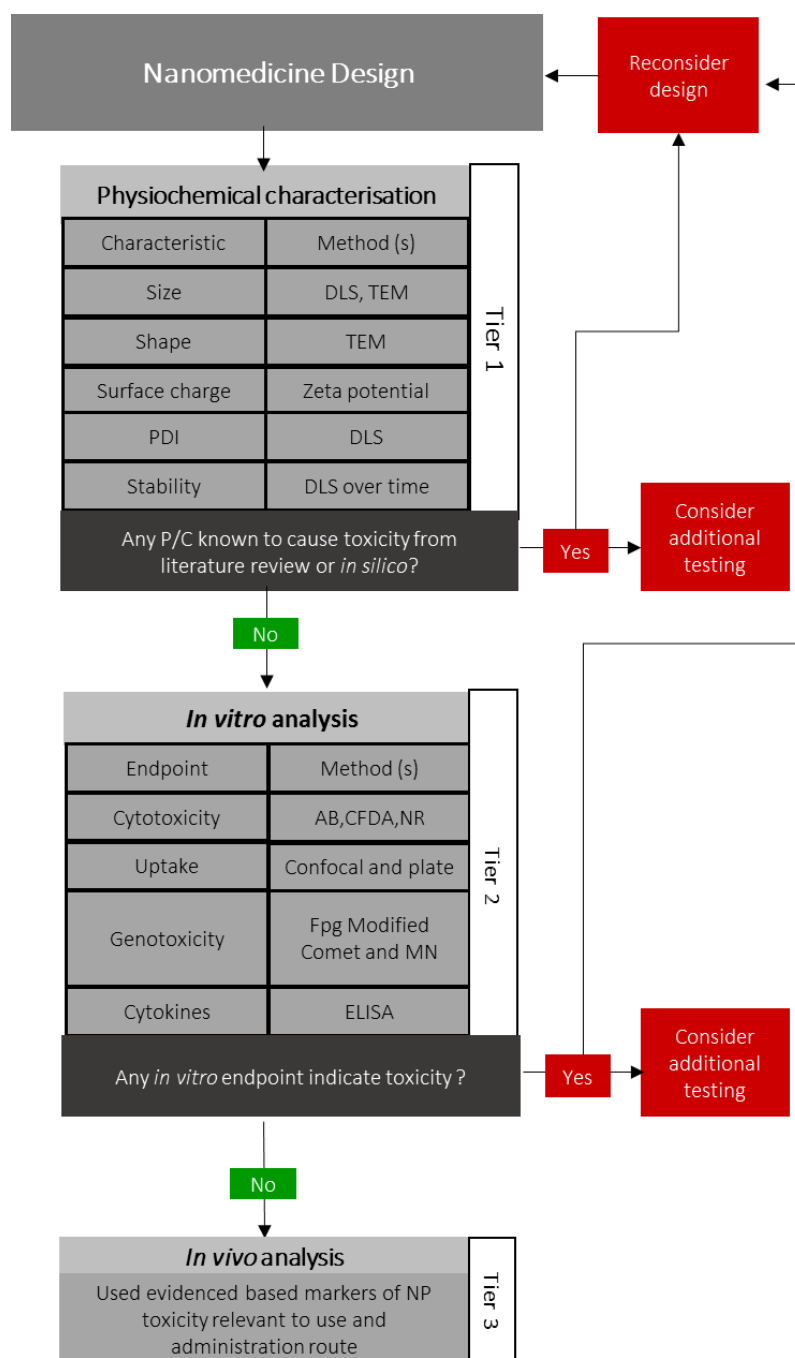 Nanomedicine Design
Reconsider
design
Physiochemical characterisation
Characteristic
Method (s)
Size
DLS, TEM
Shape
TEM
Surface charge
Zeta potential
PDI
DLS
Stability
DLS over time
Tier 1
Any P/C known to cause toxicity from
literature review or in silico?
Yes
Consider
additional
testing
No
In vitro analysis
Endpoint
Method (s)
Cytotoxicity
AB,CFDA,NR
Uptake
Confocal and plate
Genotoxicity
Fpg Modified
Comet and MN
Cytokines
ELISA
Tier 2
Any in vitro endpoint indicate toxicity ?
Yes
Consider
additional
testing
No
In vivo analysis
Used evidenced based markers of NP
toxicity relevant to use and
administration route
Tier 3